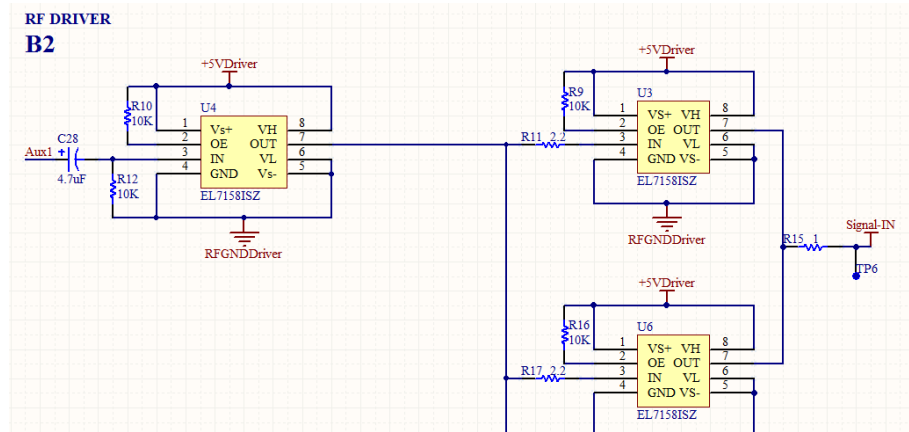 RF DRIVER
B2
+5VDriver
R10
10K
U4
1
2
3
4
Vs+ VH
OE OUT
IN VL
GND Vs-
8
7
6
5
EL7158ISZ
C28
Aux1 +
4.7uF
R12
10K
RFGNDDriver
+5VDriver
R9
10K
U3
1
2
3
4
VS+ VH
OE OUT
IN VL
GND VS-
8
7
6
5
EL7158ISZ
R11 2.2
RFGNDDriver
Signal-IN
R15 1
TP6
+5VDriver
R16
10K
U6
1
2
3
4
VS+ VH
OE OUT
IN VL
GND VS-
8
7
6
5
EL7158ISZ
R17 2.2